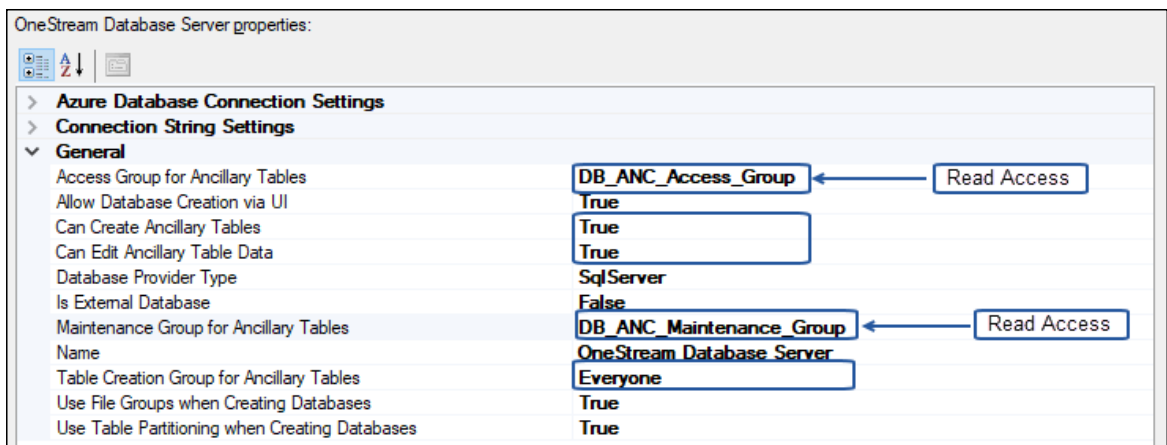 OneStream Database Server properties:
Azure Database Connection Settings
Connection String Settings
General
Access Group for Ancillary Tables DB_ANC_Access_Group Read Access
Allow Database Creation via UI True
Can Create Ancillary Tables True
Can Edit Ancillary Table Data True
Database Provider Type SqlServer
Is External Database False
Maintenance Group for Ancillary Tables DB_ANC_Maintenance_Group Read Access
Name OneStream Database Server
Table Creation Group for Ancillary Tables Everyone
Use File Groups when Creating Databases True
Use Table Partitioning when Creating Databases True